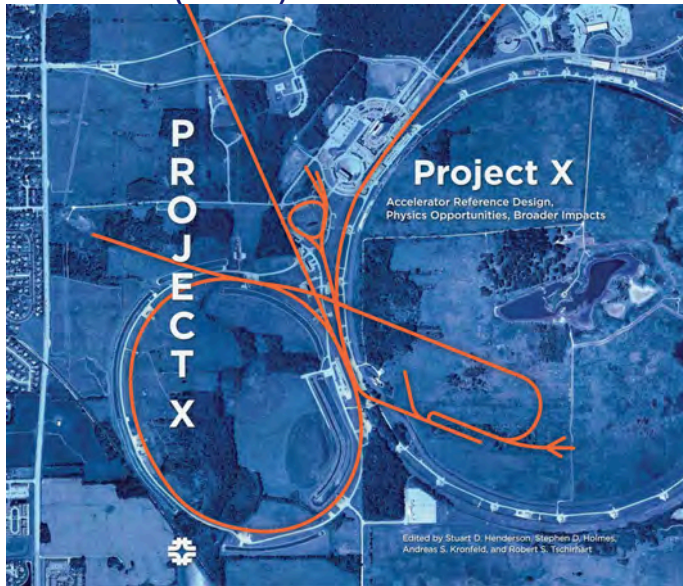 PROJECT X
Project X
Accelerator Reference Design,
Physics Opportunities, Broader Impacts
Edited by Stuart D. Henderson, Stephen D. Holmes,
Andreas S. Kronfeld, and Robert S. Tschirhart